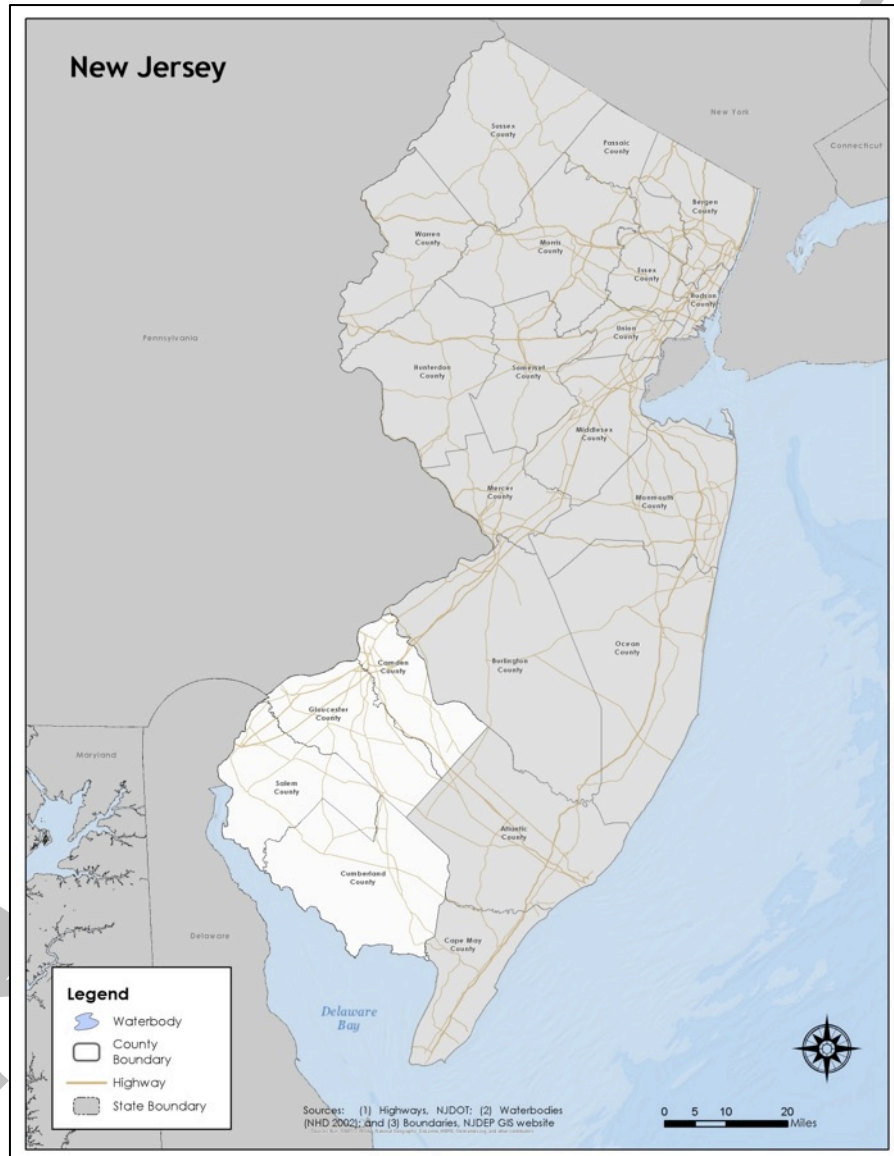 New Jersey
New York
Connecticut
Sussex
County
Passaic
County
Bergen
County
Warren
County
Morris
County
Essex
County
Hudson
County
Union
County
Pennsylvania
Hunterdon
County
Somerset
County
Middlesex
County
Mercer
County
Monmouth
County
Ocean
County
Burlington
County
Camden
County
Gloucester
County
Maryland
Salem
County
Atlantic
County
Cumberland
County
Delaware
Cape May
County
Delaware
Bay
Legend
Waterbody
County
Boundary
Highway
State Boundary
Sources: (1) Highways, NJDOT; (2) Waterbodies
(NHD 2002); and (3) Boundaries, NJDEP GIS website
0 5 10 20
Miles